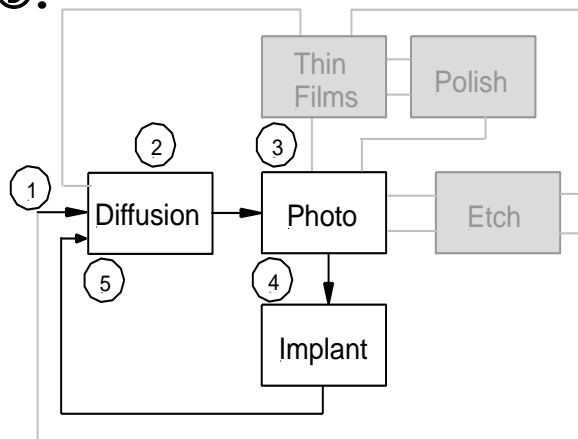 Thin
Films
Polish
2
3
1
Diffusion
Photo
Etch
5
4
Implant